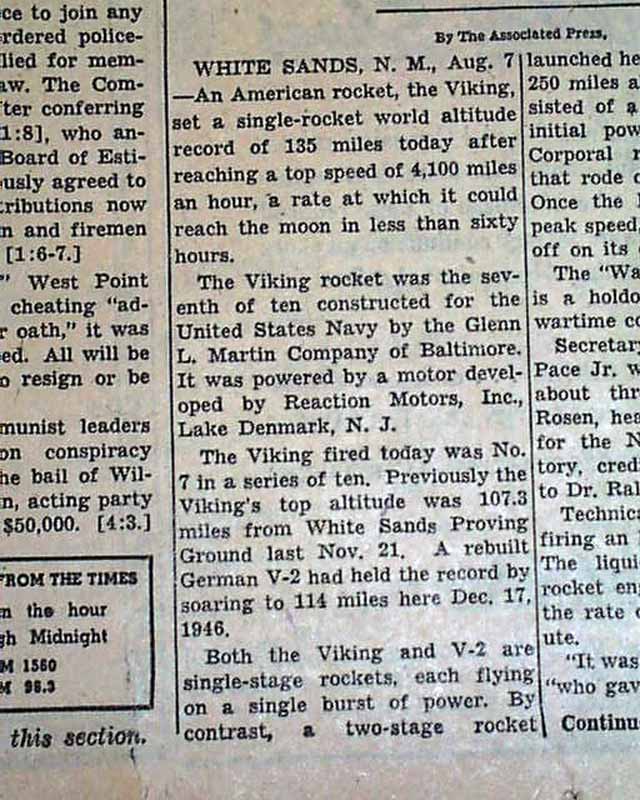 ce to join any
rdered police-
lied for mem-
aw. The Com-
ter conferring
1:8], who an-
Board of Esti-
usly agreed to
tributions now
n and firemen
[1:6-7.]
" West Point
cheating "ad-
r oath," it was
ed. All will be
o resign or be
munist leaders
on conspiracy
he bail of Wil-
n, acting party
$50,000. [4:3.]
FROM THE TIMES
n the hour
gh Midnight
M 1560
M 96.3
this section.
By The Associated Press.
WHITE SANDS, N. M., Aug. 7
—An American rocket, the Viking,
set a single-rocket world altitude
record of 135 miles today after
reaching a top speed of 4,100 miles
an hour, a rate at which it could
reach the moon in less than sixty
hours.
The Viking rocket was the sev-
enth of ten constructed for the
United States Navy by the Glenn
L. Martin Company of Baltimore.
It was powered by a motor devel-
oped by Reaction Motors, Inc.,
Lake Denmark, N. J.
The Viking fired today was No.
7 in a series of ten. Previously the
Viking's top altitude was 107.3
miles from White Sands Proving
Ground last Nov. 21. A rebuilt
German V-2 had held the record by
soaring to 114 miles here Dec. 17,
1946.
Both the Viking and V-2 are
single-stage rockets, each flying
on a single burst of power. By
contrast, a two-stage rocket
launched he
250 miles a
sisted of a
initial pow
Corporal r
that rode o
Once the
peak speed,
off on its
The "Wa
is a holdo
wartime co
Secretary
Pace Jr. w
about thr
Rosen, hea
for the N
tory, credi
to Dr. Ral
Technica
firing an
The liqui
rocket eng
the rate o
ute.
"It was
"who gav
Continu